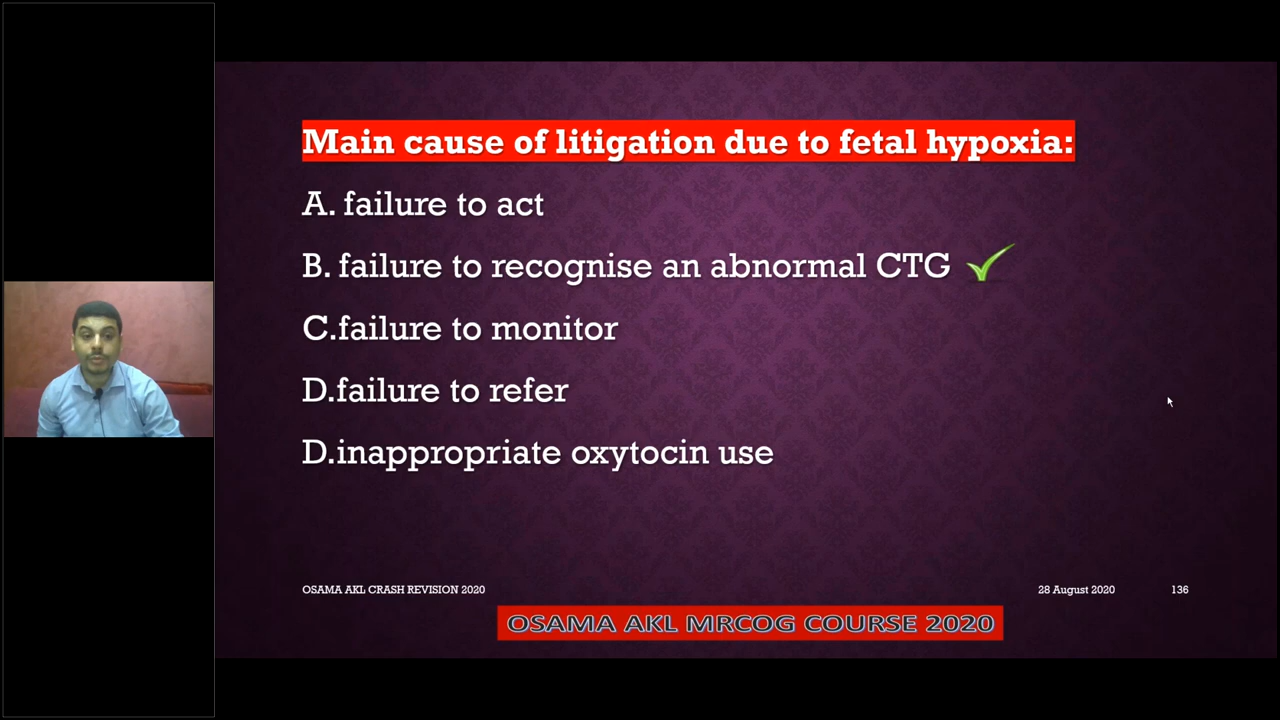 Main cause of litigation due to fetal hypoxia:
A. failure to act
B. failure to recognise an abnormal CTG
C.failure to monitor
D.failure to refer
D.inappropriate oxytocin use
OSAMA AKL CRASH REVISION 2020
28 August 2020
136
OSAMA AKL MRCOG COURSE 2020